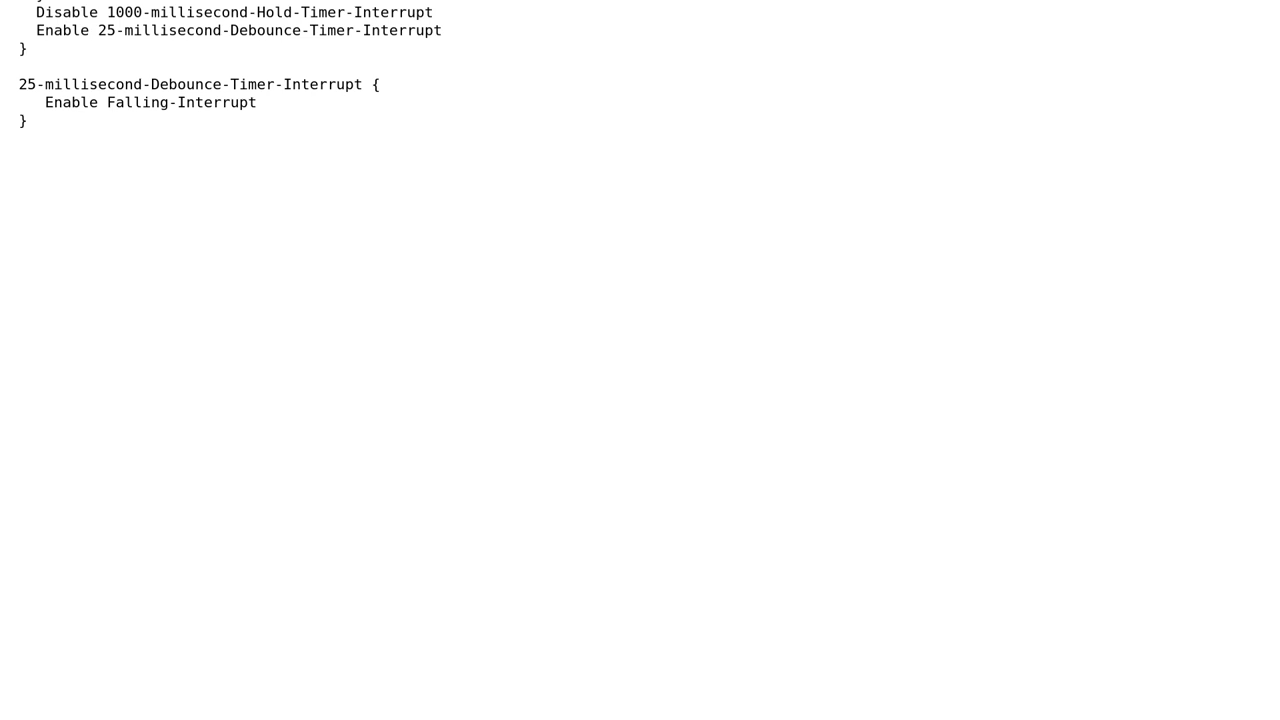 Disable 1000-millisecond-Hold-Timer-Interrupt
Enable 25-millisecond-Debounce-Timer-Interrupt
}
25-millisecond-Debounce-Timer-Interrupt {
Enable Falling-Interrupt
}